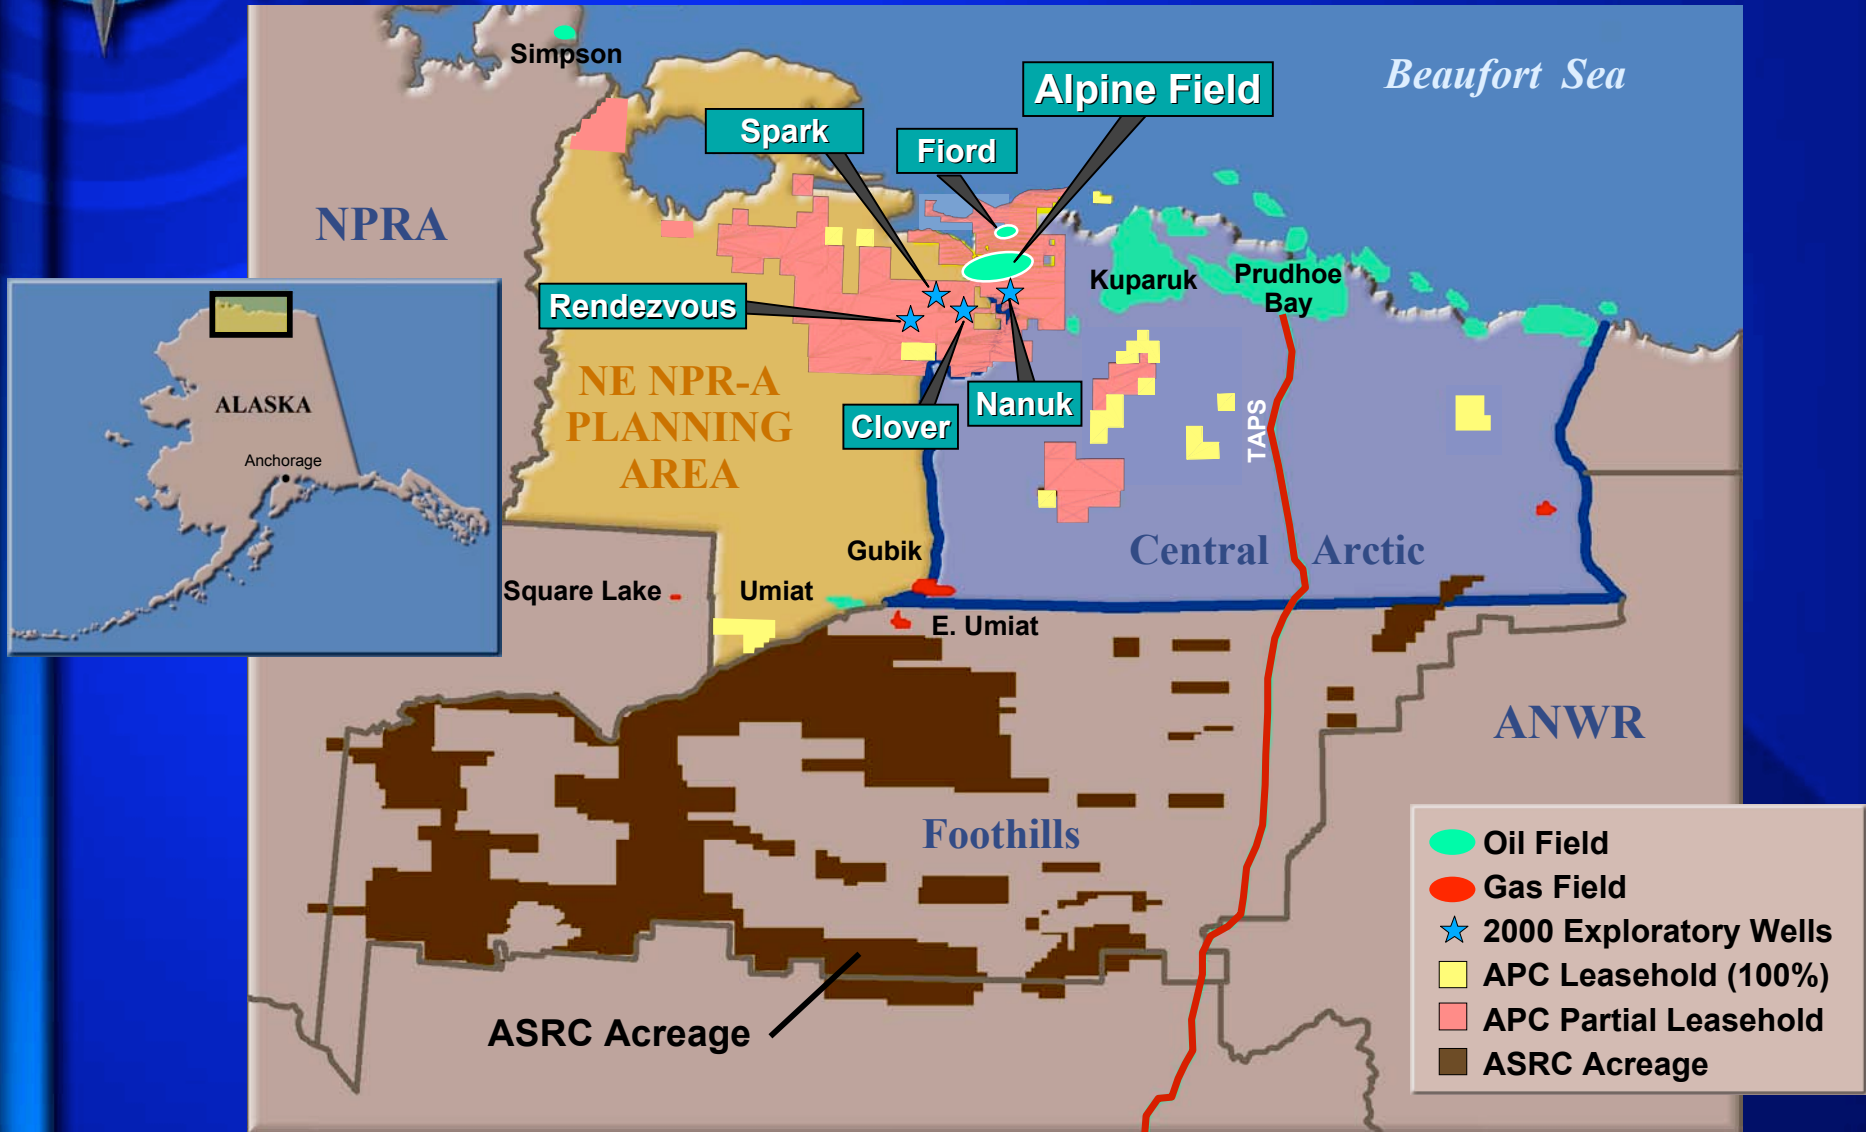 Simpson
Beaufort Sea
Alpine Field
Spark
Fiord
NPRA
Kuparuk
Prudhoe
Bay
Rendezvous
NE NPR-A
PLANNING
AREA
Nanuk
Clover
TAPS
ALASKA
Anchorage
Central Arctic
Gubik
Square Lake
Umiat
E. Umiat
ANWR
Foothills
ASRC Acreage
Oil Field
Gas Field
2000 Exploratory Wells
APC Leasehold (100%)
APC Partial Leasehold
ASRC Acreage